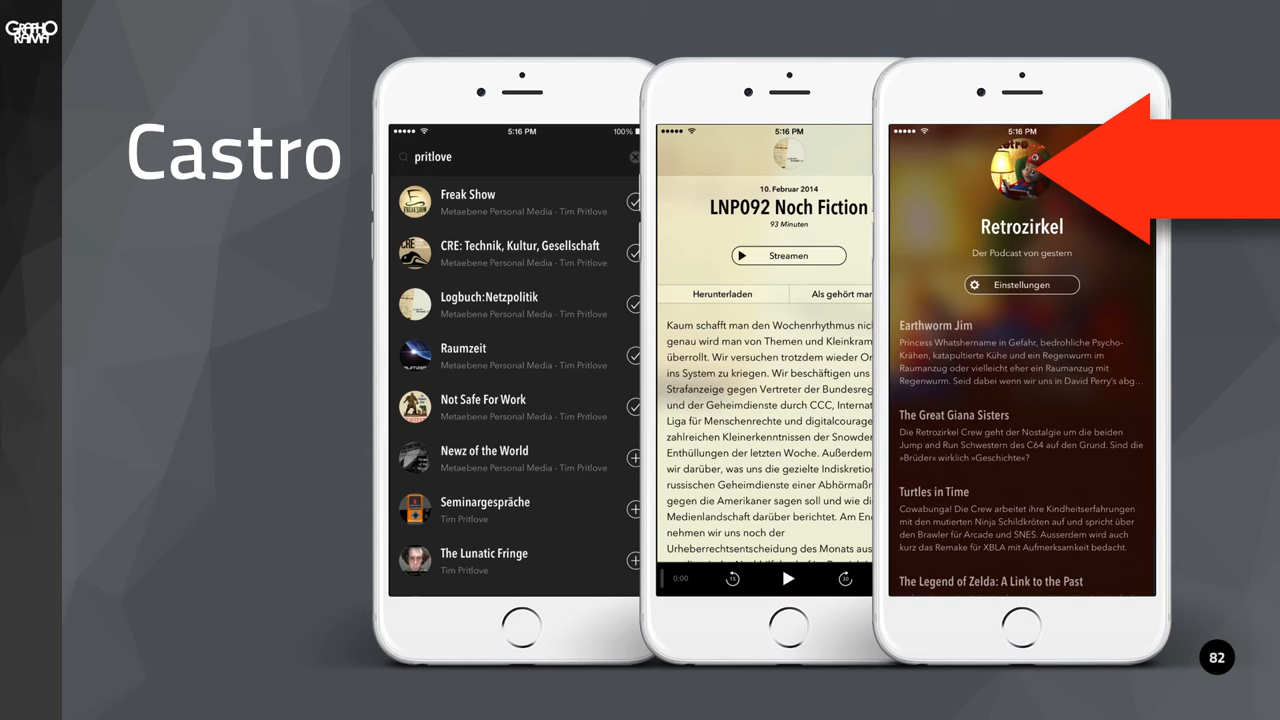 GRAPHO
RAMA
Castro
5:16 PM
100%
pritlove
Freak Show
Metaebene Personal Media - Tim Pritlove
CRE: Technik, Kultur, Gesellschaft
Metaebene Personal Media - Tim Pritlove
Logbuch:Netzpolitik
Metaebene Personal Media - Tim Pritlove
Raumzeit
Metaebene Personal Media - Tim Pritlove
Not Safe For Work
Metaebene Personal Media - Tim Pritlove
Newz of the World
Metaebene Personal Media - Tim Pritlove
Seminargespräche
Tim Pritlove
The Lunatic Fringe
Tim Pritlove
5:16 PM
10. Februar 2014
LNP092 Noch Fiction
93 Minuten
Streamen
Herunterladen
Als gehört mar
Kaum schafft man den Wochenrhythmus nic
genau wird man von Themen und Kleinkram
überrollt. Wir versuchen trotzdem wieder Or
ins System zu kriegen. Wir beschäftigen uns
Strafanzeige gegen Vertreter der Bundesreg
und der Geheimdienste durch CCC, Internat
Liga für Menschenrechte und digitalcourage
zahlreichen Kleinerkenntnissen der Snowden
Enthüllungen der letzten Woche. Außerdem
wir darüber, was uns die gezielte Indiskretion
russischen Geheimdienste einer Abhörmaßn
gegen die Amerikaner sagen soll und wie die
Medienlandschaft darüber berichtet. Am End
nehmen wir uns noch der
Urheberrechtsentscheidung des Monats aus
0:00
15
30
5:16 PM
Retrozirkel
Der Podcast von gestern
Einstellungen
Earthworm Jim
Princess Whatshername in Gefahr, bedrohliche Psycho-
Krähen, katapultierte Kühe und ein Regenwurm im
Raumanzug oder vielleicht eher ein Raumanzug mit
Regenwurm. Seid dabei wenn wir uns in David Perry's abg...
The Great Giana Sisters
Die Retrozirkel Crew geht der Nostalgie um die beiden
Jump and Run Schwestern des C64 auf den Grund. Sind die
»Brüder« wirklich »Geschichte«?
Turtles in Time
Cowabunga! Die Crew arbeitet ihre Kindheitserfahrungen
mit den mutierten Ninja Schildkröten auf und spricht über
den Brawler für Arcade und SNES. Ausserdem wird auch
kurz das Remake für XBLA mit Aufmerksamkeit bedacht.
The Legend of Zelda: A Link to the Past
82